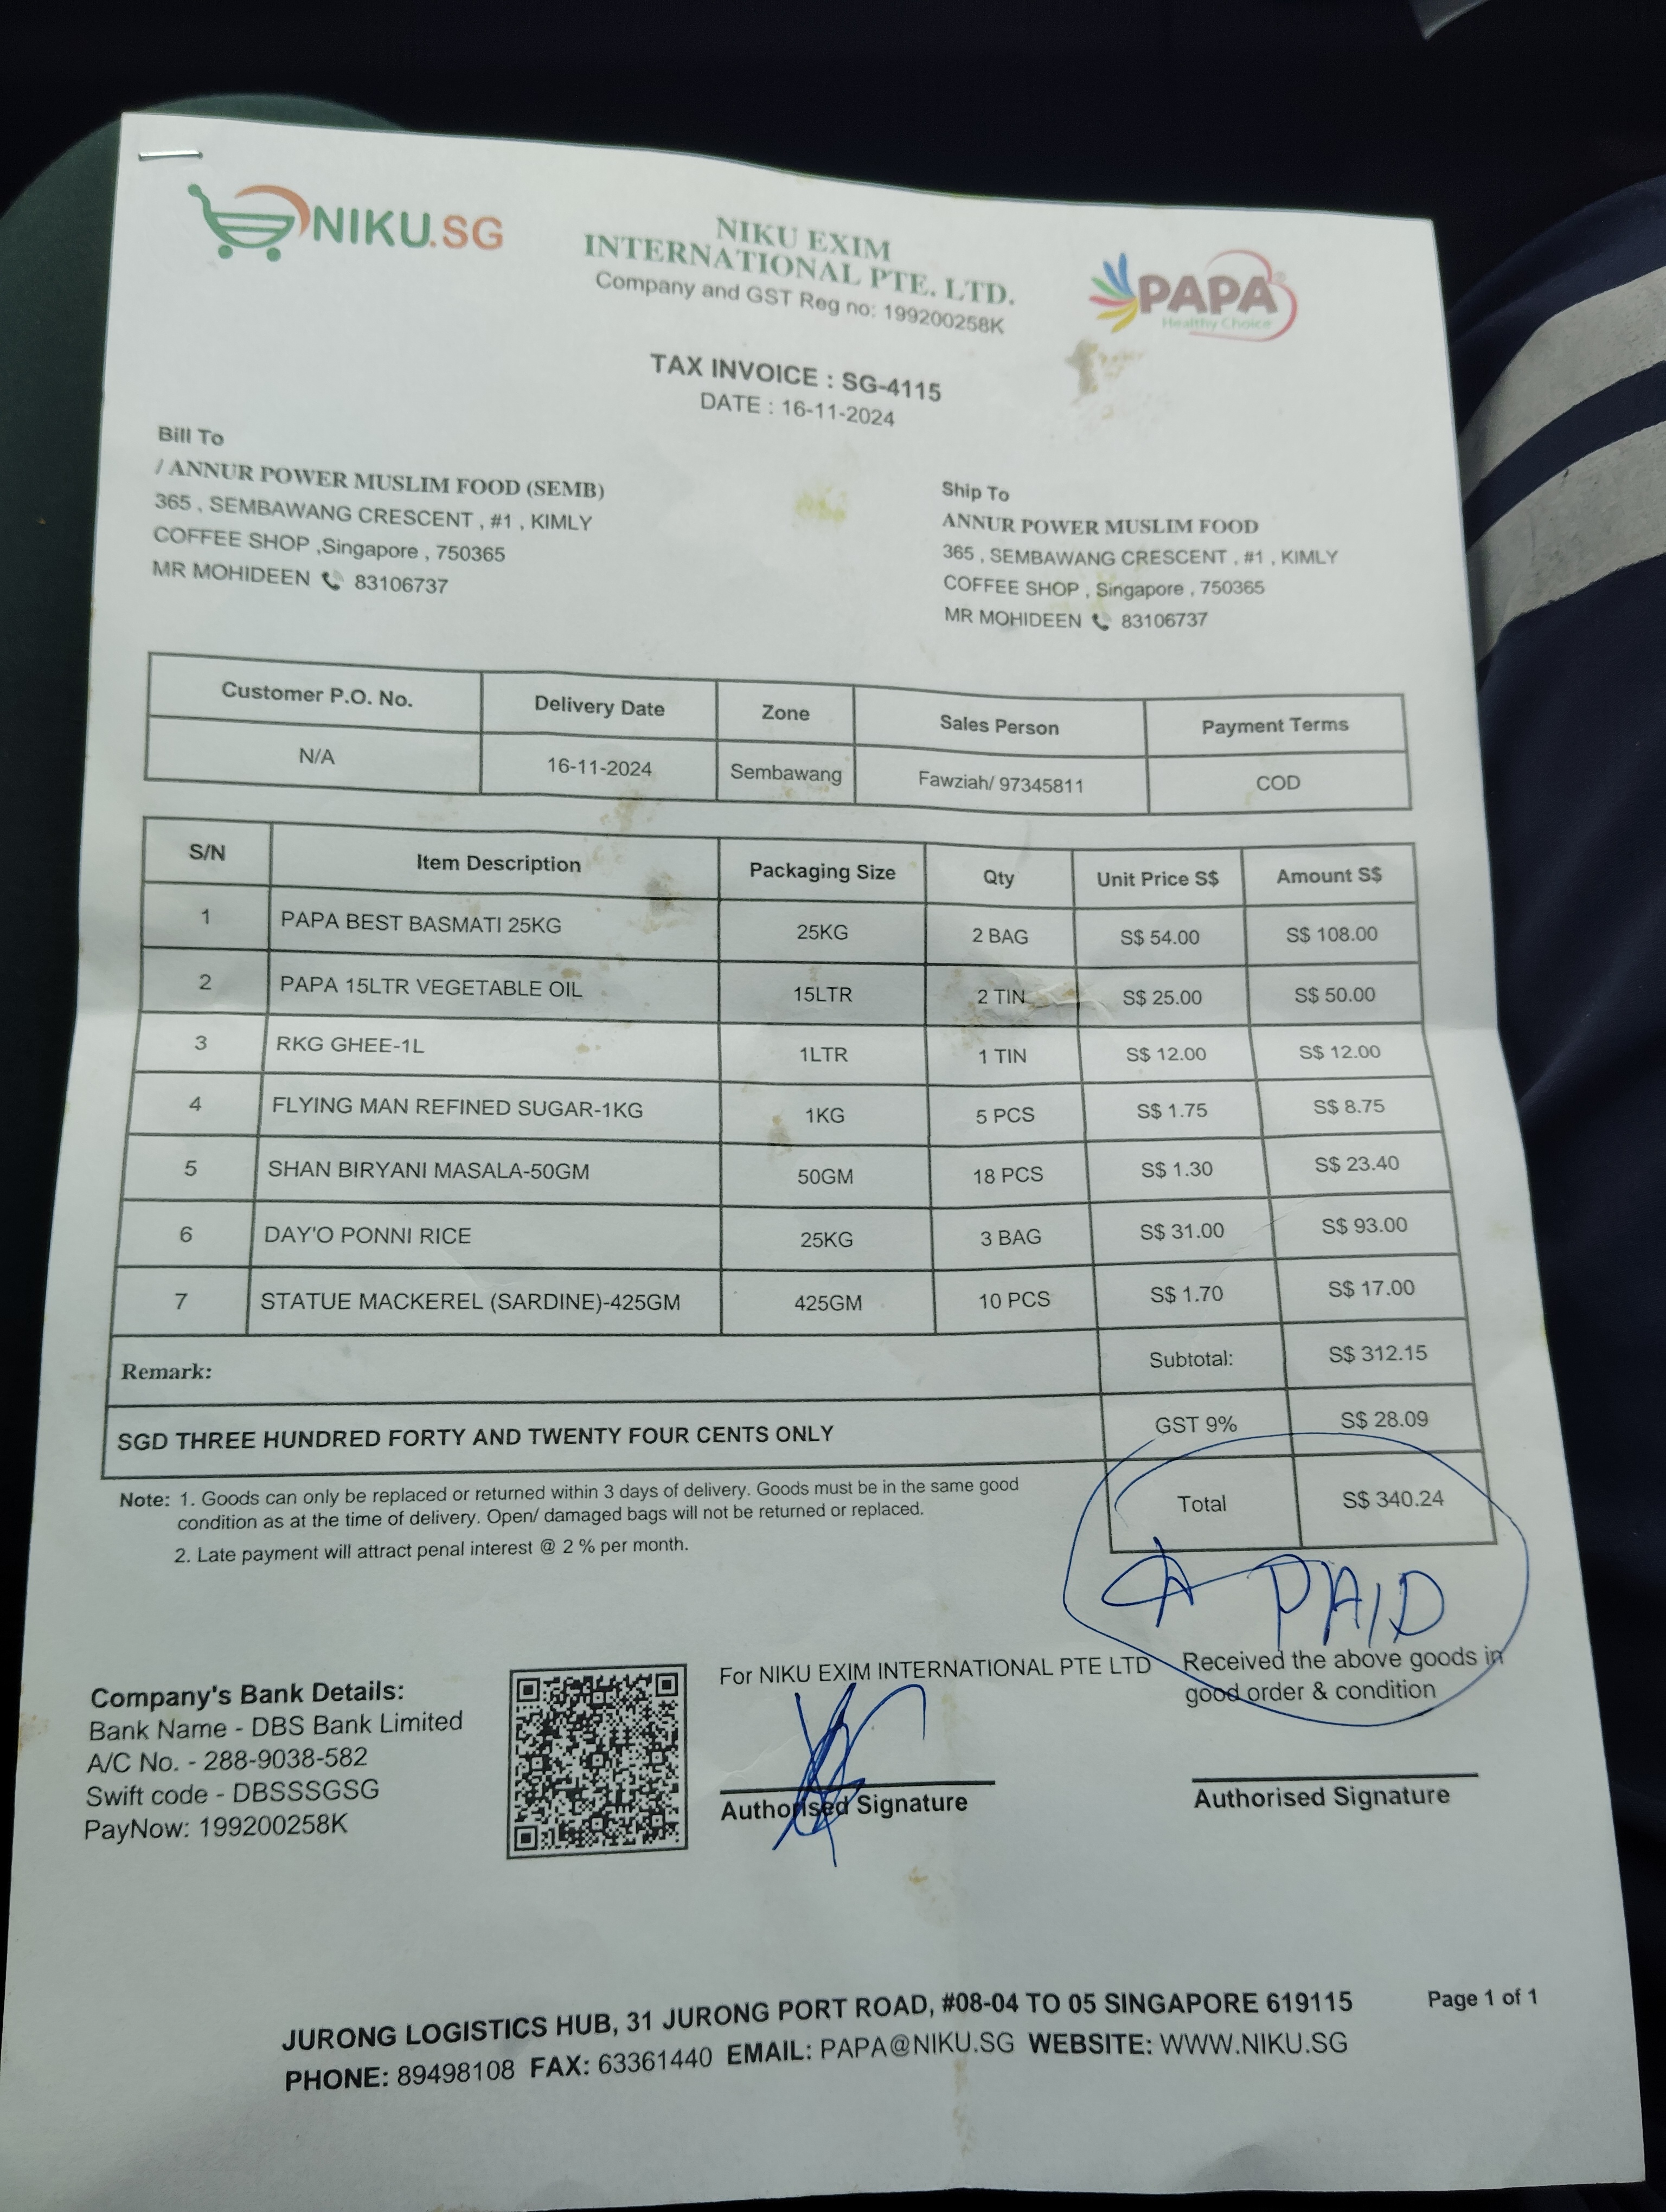 NIKU.SG
NIKU EXIM
INTERNATIONAL PTE. LTD.
Company and GST Reg no: 199200258K
PAPA®
Healthy Choice
TAX INVOICE : SG-4115
DATE : 16-11-2024
Bill To
/ ANNUR POWER MUSLIM FOOD (SEMB)
365 , SEMBAWANG CRESCENT , #1 , KIMLY
COFFEE SHOP ,Singapore , 750365
MR MOHIDEEN 83106737
Ship To
ANNUR POWER MUSLIM FOOD
365 , SEMBAWANG CRESCENT , #1 , KIMLY
COFFEE SHOP , Singapore , 750365
MR MOHIDEEN 83106737
Customer P.O. No. Delivery Date Zone Sales Person Payment Terms
N/A 16-11-2024 Sembawang Fawziah/ 97345811 COD
S/N Item Description Packaging Size Qty Unit Price S$ Amount S$
1 PAPA BEST BASMATI 25KG 25KG 2 BAG S$ 54.00 S$ 108.00
2 PAPA 15LTR VEGETABLE OIL 15LTR 2 TIN S$ 25.00 S$ 50.00
3 RKG GHEE-1L 1LTR 1 TIN S$ 12.00 S$ 12.00
4 FLYING MAN REFINED SUGAR-1KG 1KG 5 PCS S$ 1.75 S$ 8.75
5 SHAN BIRYANI MASALA-50GM 50GM 18 PCS S$ 1.30 S$ 23.40
6 DAY'O PONNI RICE 25KG 3 BAG S$ 31.00 S$ 93.00
7 STATUE MACKEREL (SARDINE)-425GM 425GM 10 PCS S$ 1.70 S$ 17.00
Remark: Subtotal: S$ 312.15
SGD THREE HUNDRED FORTY AND TWENTY FOUR CENTS ONLY GST 9% S$ 28.09
Total S$ 340.24
Note: 1. Goods can only be replaced or returned within 3 days of delivery. Goods must be in the same good
condition as at the time of delivery. Open/ damaged bags will not be returned or replaced.
2. Late payment will attract penal interest @ 2 % per month.
PAID
For NIKU EXIM INTERNATIONAL PTE LTD
Authorised Signature
Received the above goods in
good order & condition
Authorised Signature
Company's Bank Details:
Bank Name - DBS Bank Limited
A/C No. - 288-9038-582
Swift code - DBSSSGSG
PayNow: 199200258K
JURONG LOGISTICS HUB, 31 JURONG PORT ROAD, #08-04 TO 05 SINGAPORE 619115
PHONE: 89498108 FAX: 63361440 EMAIL: PAPA@NIKU.SG WEBSITE: WWW.NIKU.SG
Page 1 of 1